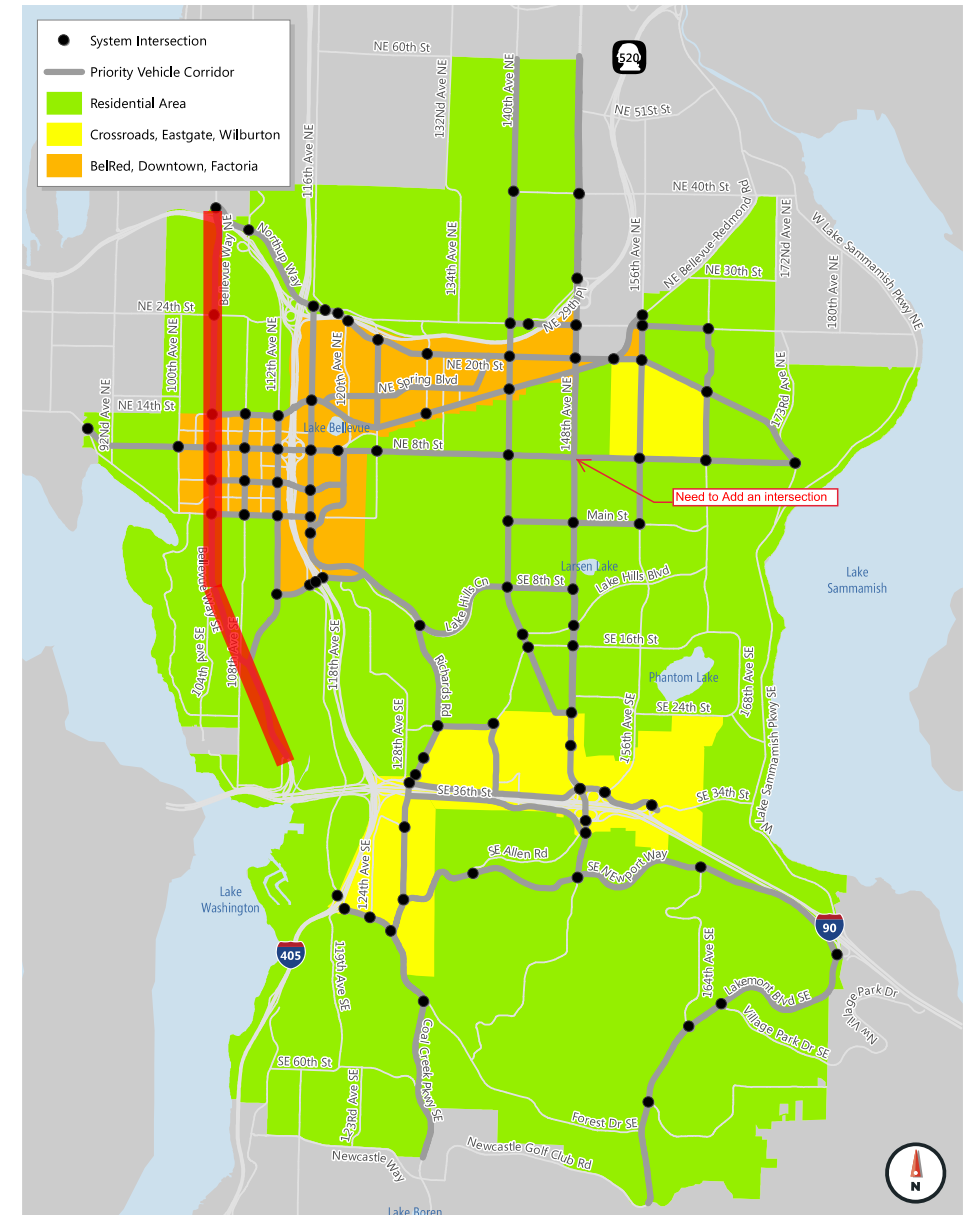 System Intersection
Priority Vehicle Corridor
Residential Area
Crossroads, Eastgate, Wilburton
BelRed, Downtown, Factoria
NE 60th St
520
132Nd Ave NE
140th Ave NE
NE 51St St
116th Ave NE
NE 40th St
NE Bellevue-Redmond Rd
172Nd Ave NE
W Lake Sammamish Pkwy NE
Bellevue Way NE
Northup Way
134th Ave NE
156th Ave NE
NE 30th St
180th Ave NE
NE 24th St
NE 29th Pl
100th Ave NE
112th Ave NE
120th Ave NE
NE 20th St
NE Spring Blvd
148th Ave NE
173Rd Ave NE
92Nd Ave NE
NE 14th St
Lake Bellevue
NE 8th St
Need to Add an intersection
Main St
Bellevue Way SE
Larsen Lake
Lake Hills Blvd
SE 8th St
Lake Hills Cn
Lake
Sammamish
104th Ave SE
108th Ave SE
118th Ave SE
SE 16th St
Richards Rd
Phantom Lake
168th Ave SE
SE 24th St
128th Ave SE
156th Ave SE
W Lake Sammamish Pkwy SE
SE 36th St
SE 34th St
SE Allen Rd
SE NEwport Way
124th Ave SE
Lake
Washington
405
90
119th Ave SE
164th Ave SE
Lakemont Blvd SE
Village Park Dr SE
Village Park Dr
NW
SE 60th St
123Rd Ave SE
Coal Creek Pkwy SE
Forest Dr SE
Newcastle Way
Newcastle Golf Club Rd
Lake Boren
N